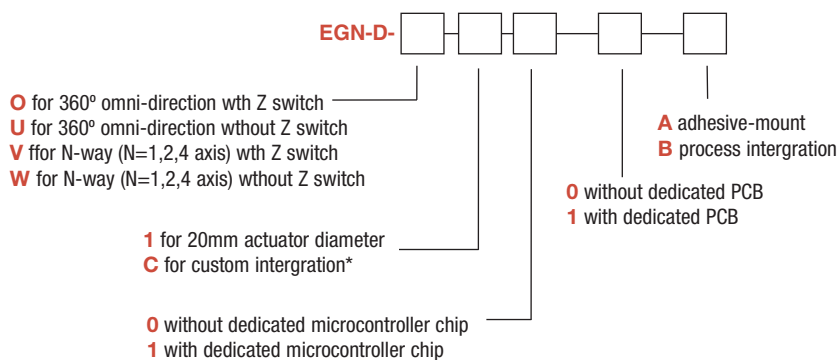 EGN-D-
O for 360º omni-direction wth Z switch
U for 360º omni-direction wthout Z switch
V ffor N-way (N=1,2,4 axis) wth Z switch
W for N-way (N=1,2,4 axis) wthout Z switch
A adhesive-mount
B process intergration
0 without dedicated PCB
1 with dedicated PCB
1 for 20mm actuator diameter
C for custom intergration*
0 without dedicated microcontroller chip
1 with dedicated microcontroller chip